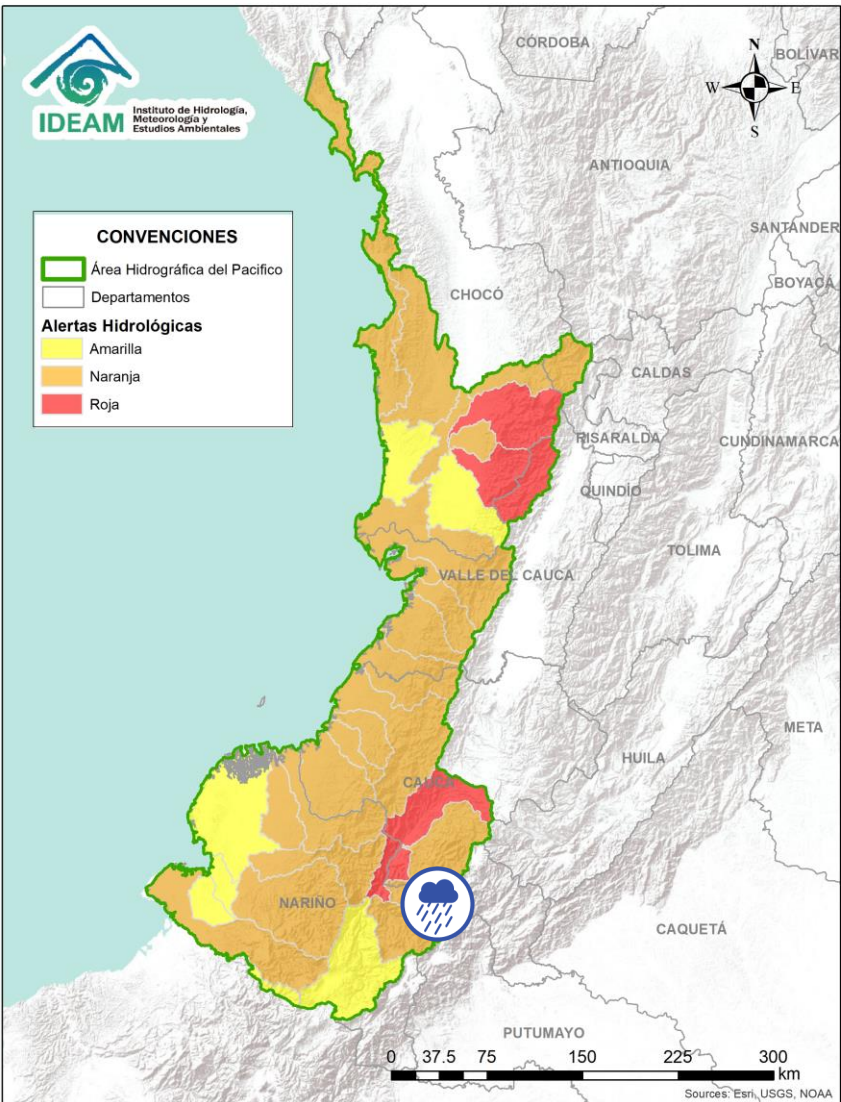 IDEAM
Instituto de Hidrología,
Meteorología y
Estudios Ambientales
CÓRDOBA
BOLÍVAR
N
W
E
S
ANTIOQUIA
SANTANDER
BOYACÁ
CONVENCIONES
Área Hidrográfica del Pacifico
Departamentos
Alertas Hidrológicas
Amarilla
Naranja
Roja
CHOCÓ
CALDAS
RISARALDA
CUNDINAMARCA
QUINDÍO
TOLIMA
VALLE DEL CAUCA
META
HUILA
CAUCA
NARIÑO
CAQUETÁ
PUTUMAYO
0 37.5 75 150 225 300
km
Sources: Esri, USGS, NOAA